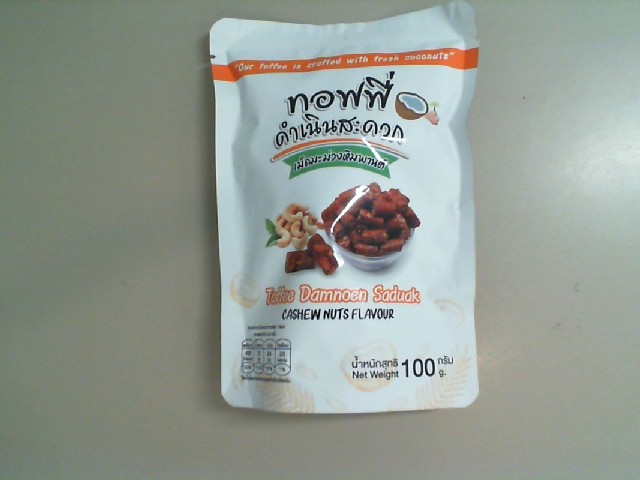 "Our toffee is crafted with fresh coconuts"
ทอฟฟี่
ดำเนินสะดวก
เม็ดมะม่วงหิมพานต์
Toffee Damnoen Saduak
CASHEW NUTS FLAVOUR
น้ำหนักสุทธิ 100 กรัม
Net Weight g.